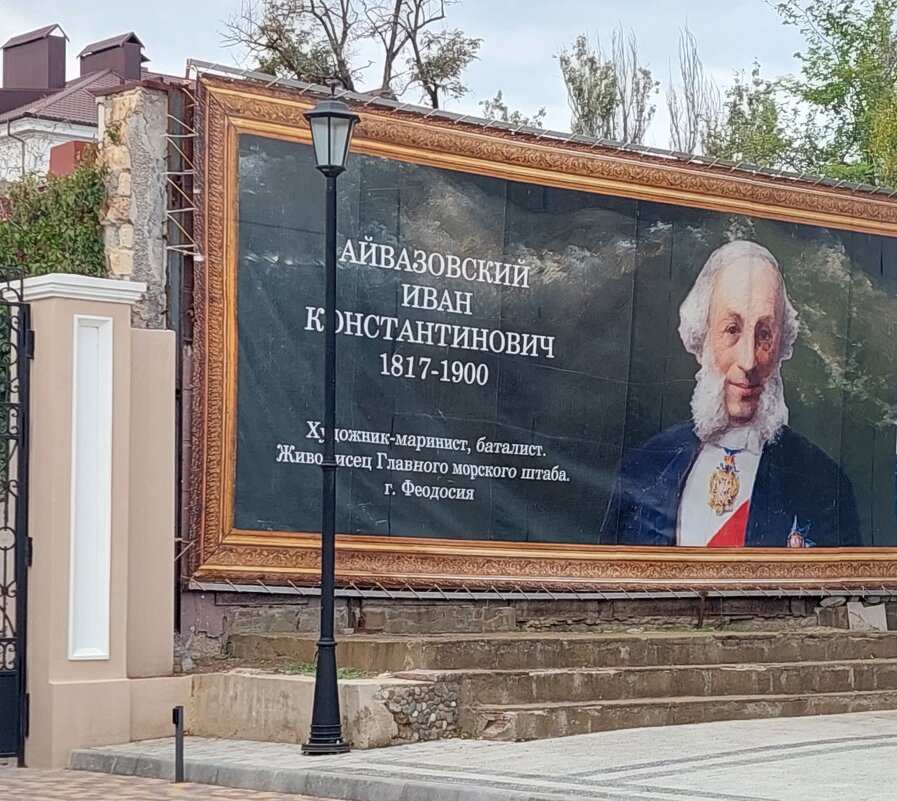 АЙВАЗОВСКИЙ
ИВАН
КОНСТАНТИНОВИЧ
1817-1900
Художник-маринист, баталист.
Живописец Главного морского штаба.
г. Феодосия